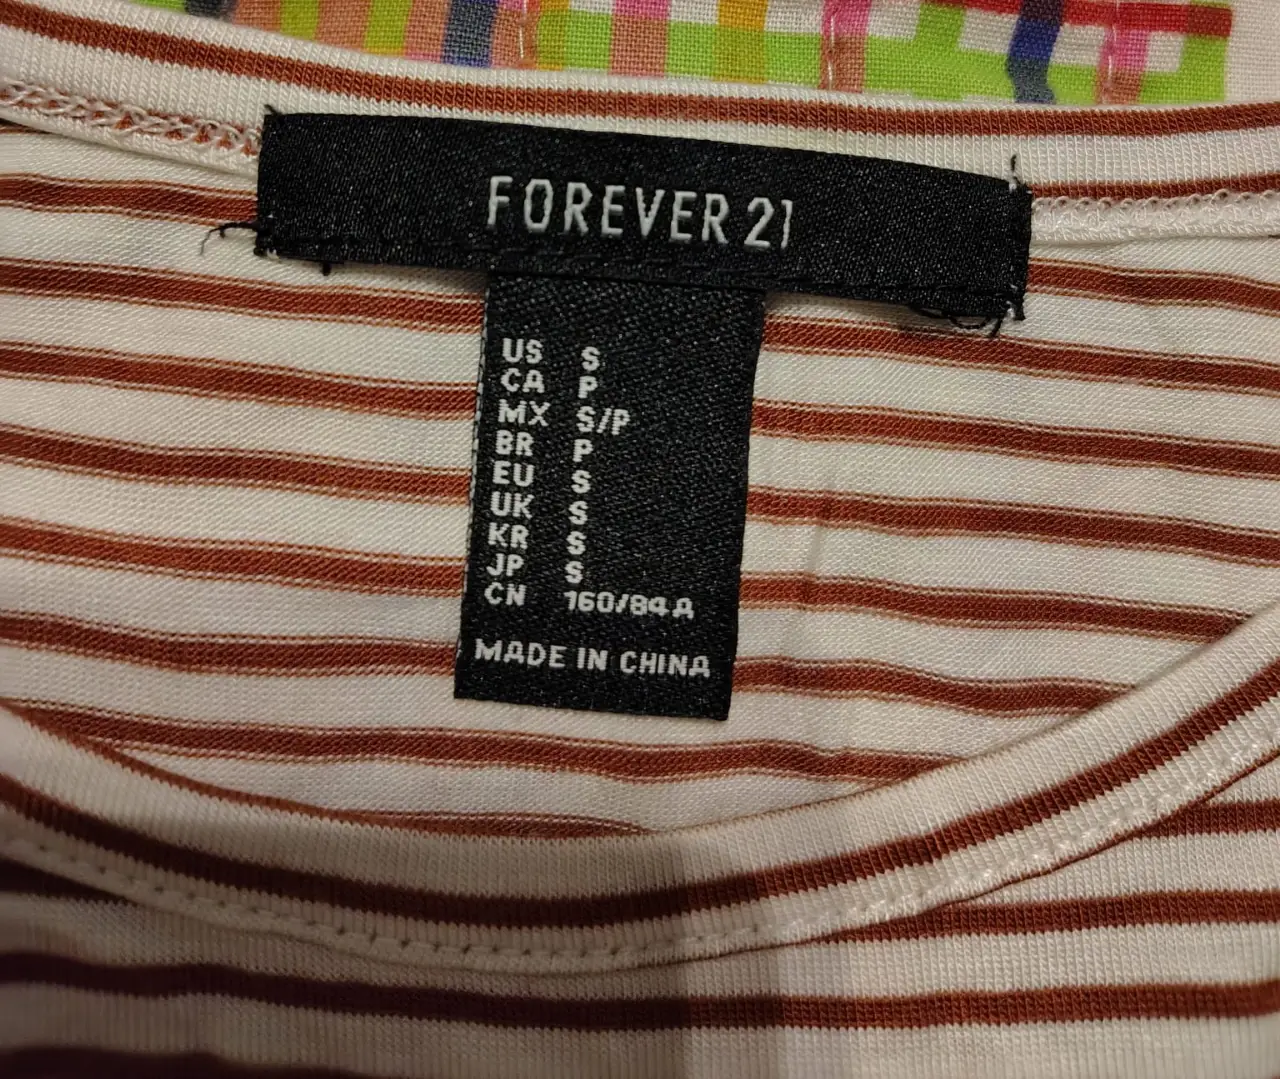 FOREVER 21
US S
CA P
MX S/P
BR P
EU S
UK S
KR S
JP S
CN 160/84A
MADE IN CHINA